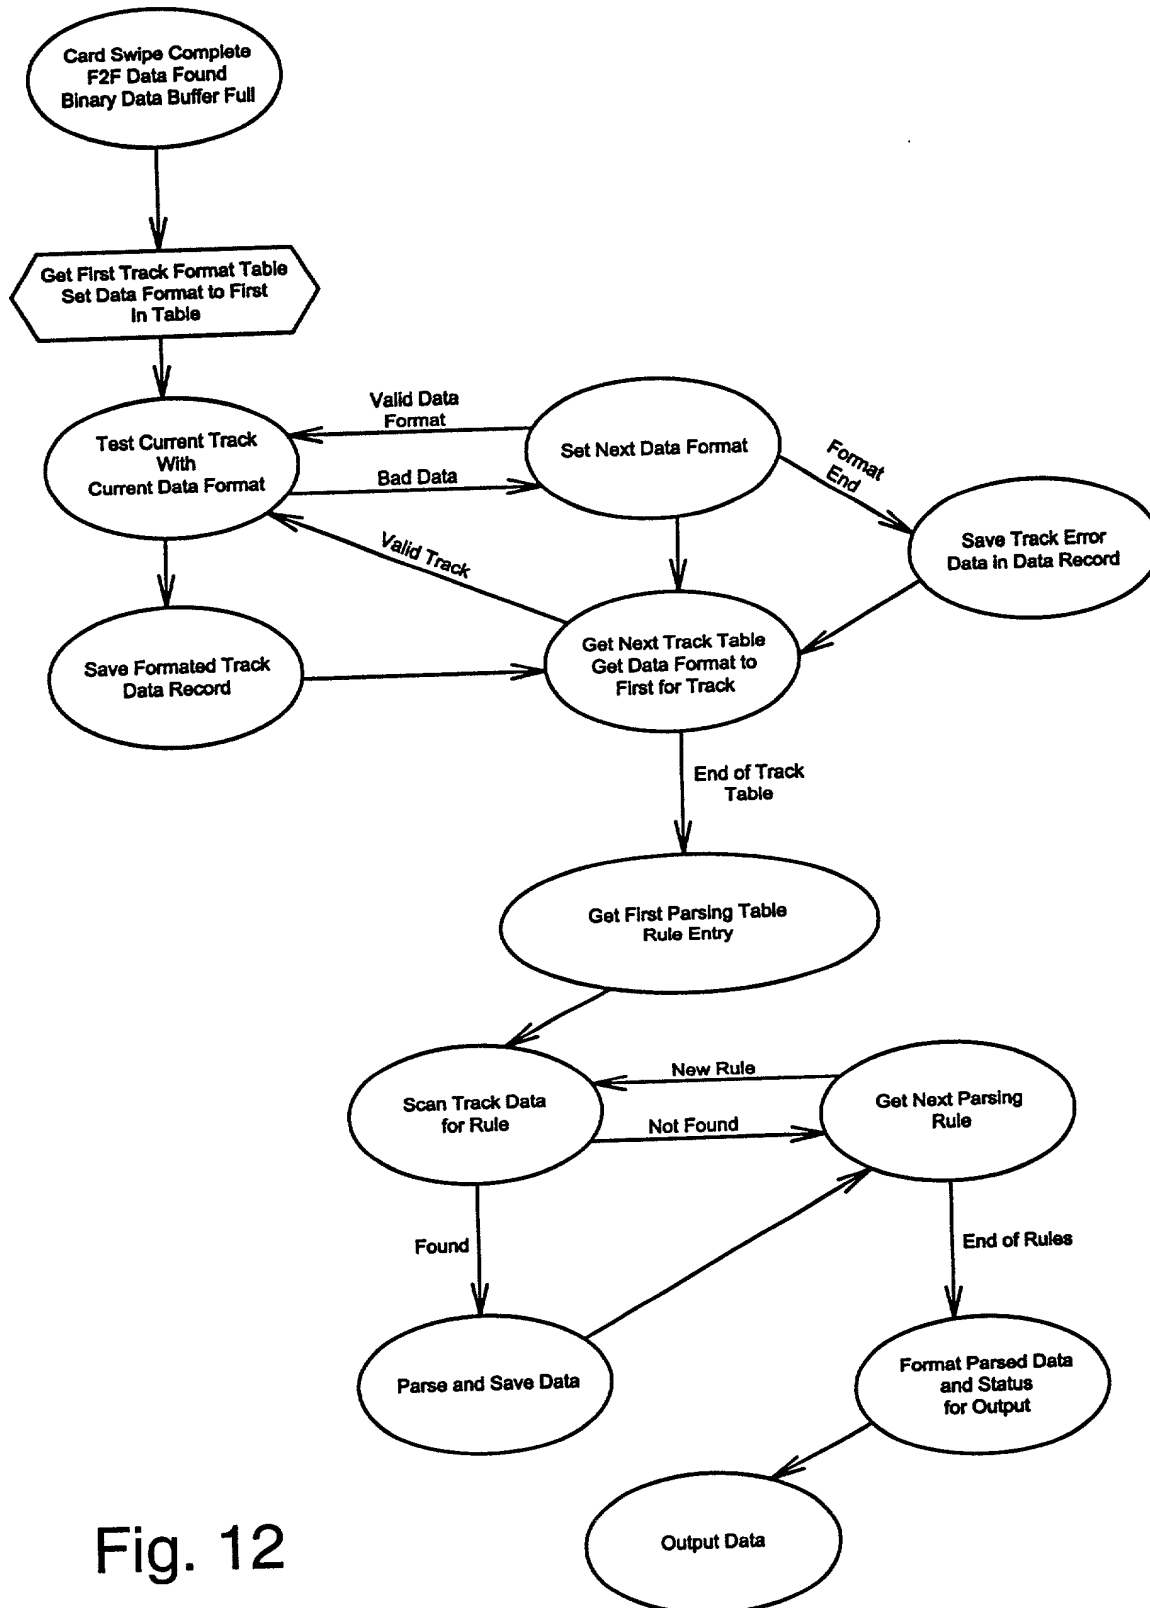 Card Swipe Complete
F2F Data Found
Binary Data Buffer Full
Get First Track Format Table
Set Data Format to First
In Table
Test Current Track
With
Current Data Format
Valid Data
Format
Bad Data
Set Next Data Format
Format
End
Save Track Error
Data in Data Record
Valid Track
Save Formated Track
Data Record
Get Next Track Table
Get Data Format to
First for Track
End of Track
Table
Get First Parsing Table
Rule Entry
Scan Track Data
for Rule
New Rule
Not Found
Get Next Parsing
Rule
Found
End of Rules
Parse and Save Data
Format Parsed Data
and Status
for Output
Output Data
Fig. 12